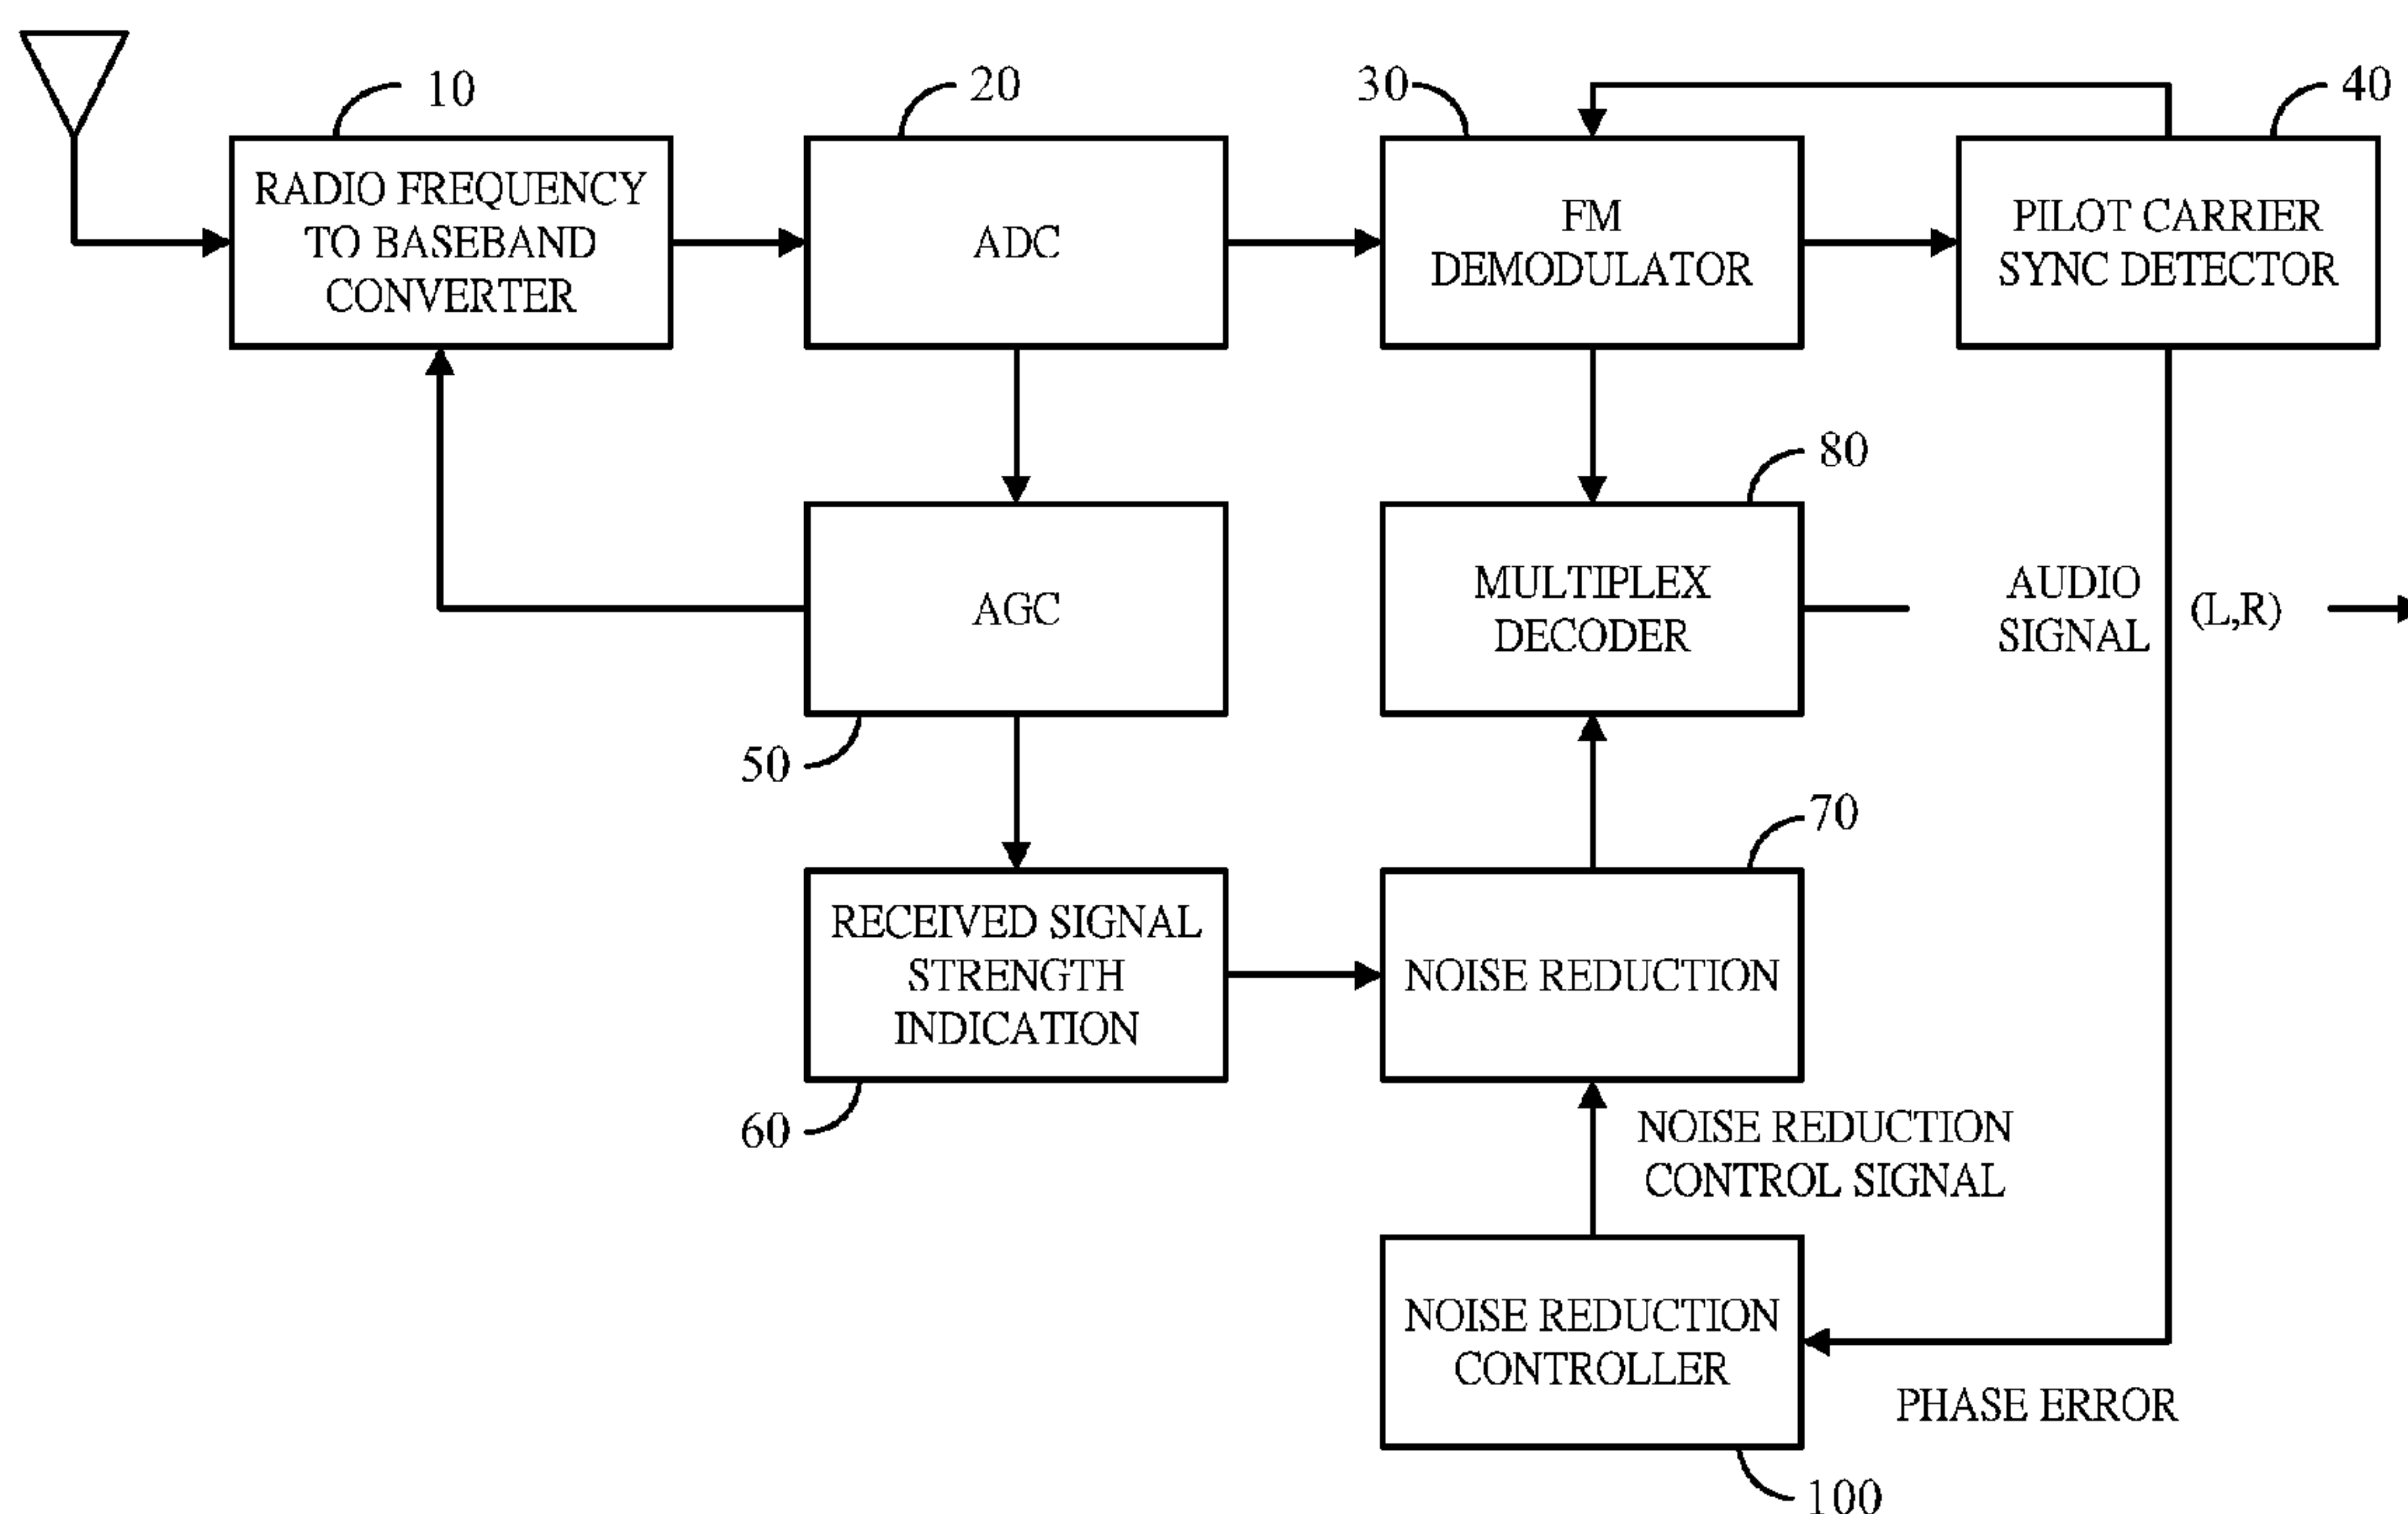 10
20
30
40
RADIO FREQUENCY
TO BASEBAND
CONVERTER
ADC
FM
DEMODULATOR
PILOT CARRIER
SYNC DETECTOR
80
AGC
MULTIPLEX
DECODER
AUDIO
SIGNAL
(L,R)
50
70
RECEIVED SIGNAL
STRENGTH
INDICATION
NOISE REDUCTION
60
NOISE REDUCTION
CONTROL SIGNAL
NOISE REDUCTION
CONTROLLER
PHASE ERROR
100